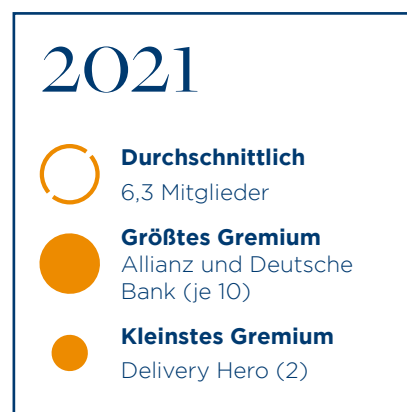 2021
Durchschnittlich
6,3 Mitglieder
Größtes Gremium
Allianz und Deutsche
Bank (je 10)
Kleinstes Gremium
Delivery Hero (2)